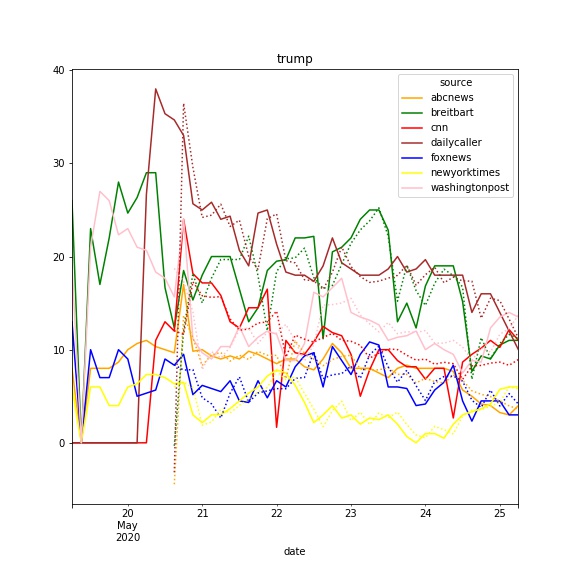 trump
40
30
20
10
0
source
abcnews
breitbart
cnn
dailycaller
foxnews
newyorktimes
washingtonpost
20 21 22 23 24 25
May
2020
date